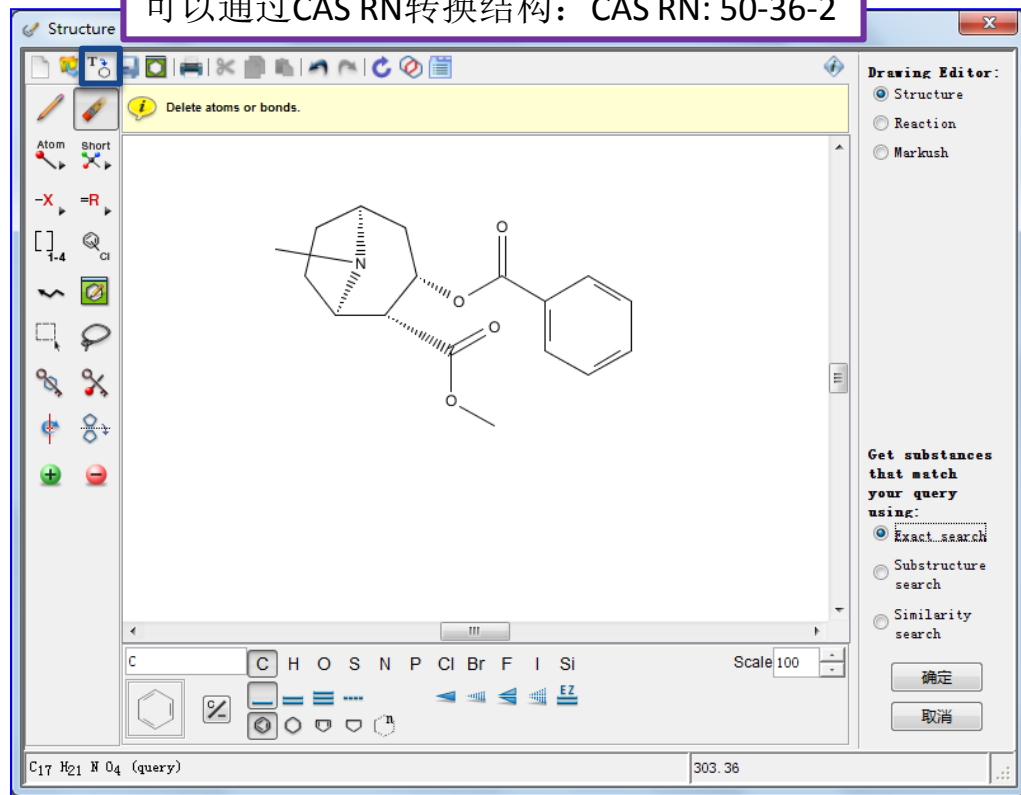 可以通过CAS RN转换结构：CAS RN: 50-36-2
Structure
T
Drawing Editor:
Structure
Reaction
Markush
Delete atoms or bonds.
Atom
Short
-X
=R
[ ]1-4
Cl
N
O
O
O
O
Get substances
that match
your query
using:
Exact search
Substructure
search
Similarity
search
确定
取消
C
C H O S N P Cl Br F I Si
Scale 100
C/-
EZ
n
C17 H21 N O4 (query)
303.36